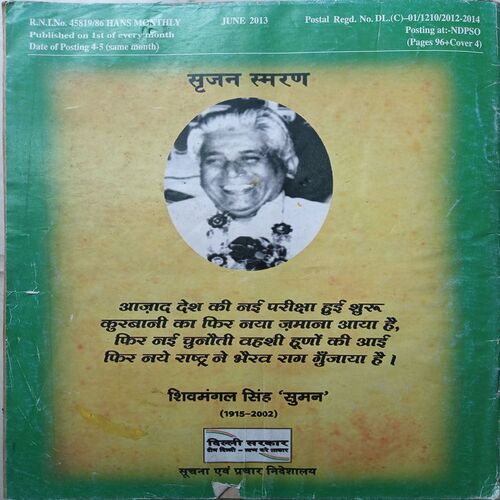 R.N.I.No. 45819/86 HANS MONTHLY JUNE 2013 Postal Regd. No. DL.(C)–01/1210/2012-2014
Published on 1st of every month Posting at:-NDPSO
Date of Posting 4-5 (same month) (Pages 96+Cover 4)
सृजन स्मरण
आज़ाद देश की नई परीक्षा हुई शुरू
कुरबानी का फिर नया ज़माना आया है,
फिर नई चुनौती वहशी हूणों की आई
फिर नये राष्ट्र ने भैरव राग गुँजाया है।
शिवमंगल सिंह 'सुमन'
(1915–2002)
दिल्ली सरकार
सूचना एवं प्रचार निदेशालय